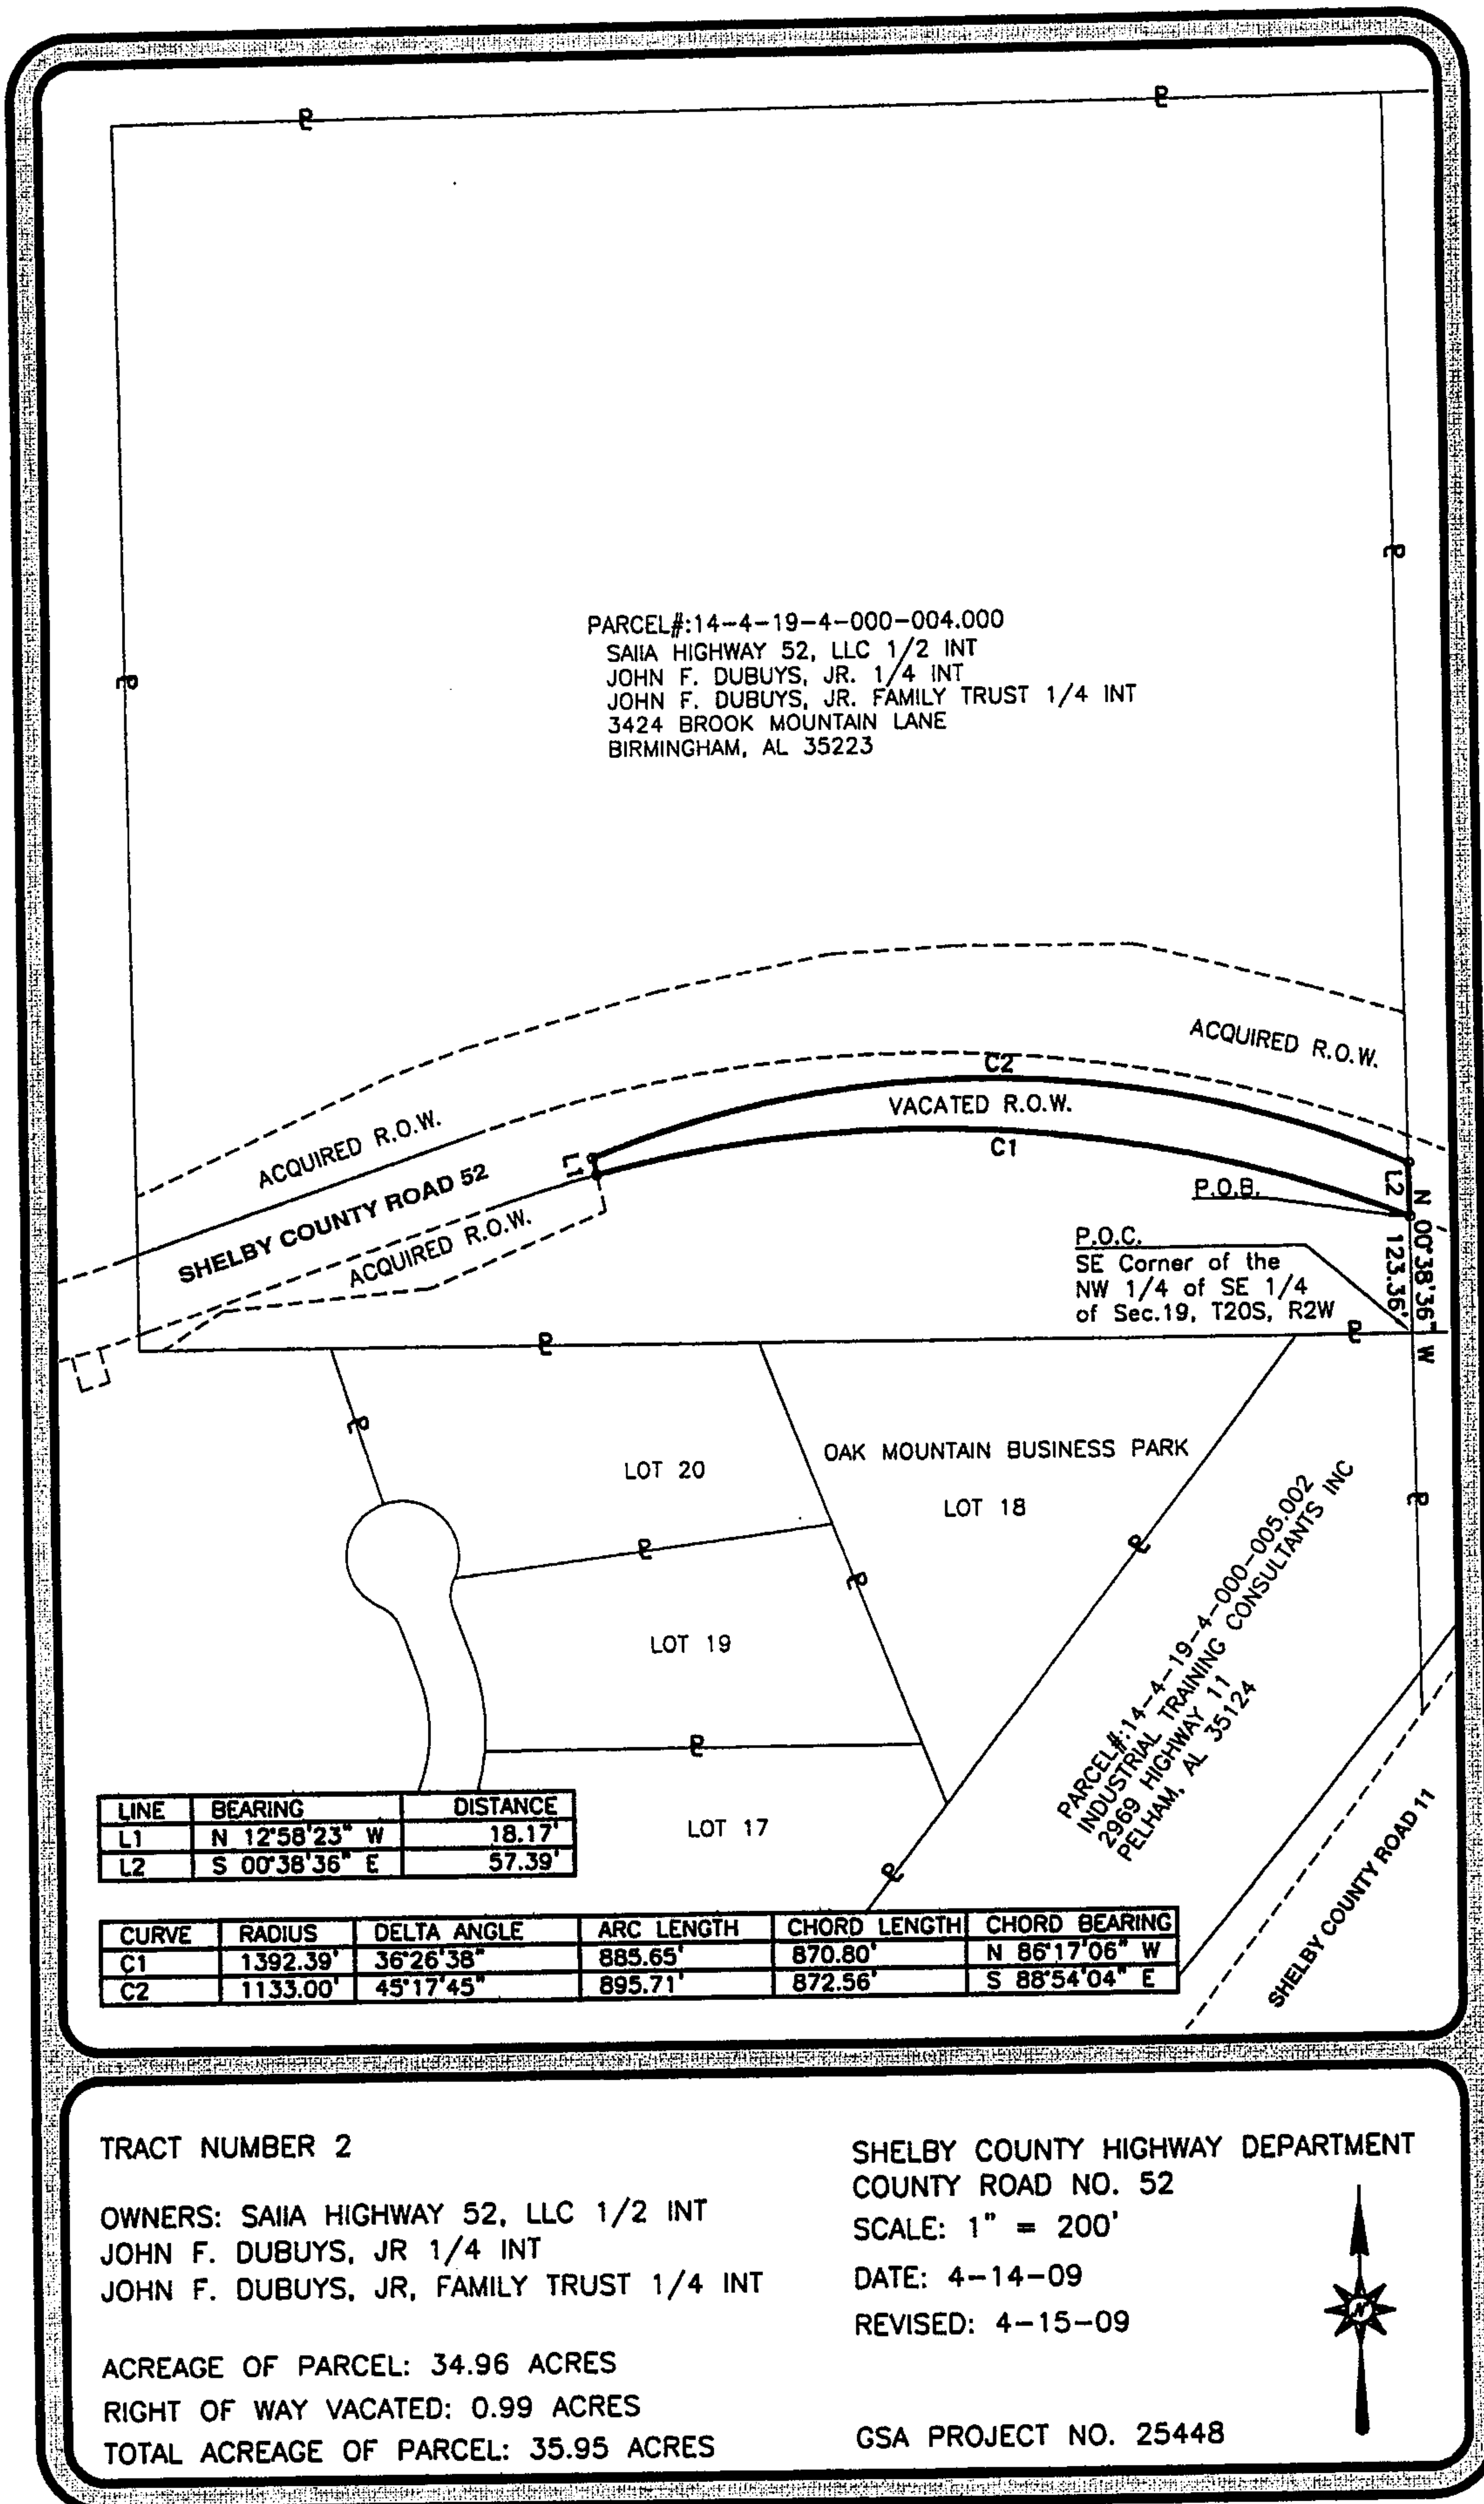 PARCEL#:14-4-19-4-000-004.000
SAIIA HIGHWAY 52, LLC 1/2 INT
JOHN F. DUBUYS, JR. 1/4 INT
JOHN F. DUBUYS, JR. FAMILY TRUST 1/4 INT
3424 BROOK MOUNTAIN LANE
BIRMINGHAM, AL 35223
ACQUIRED R.O.W.
C2
VACATED R.O.W.
C1
ACQUIRED R.O.W.
L1
SHELBY COUNTY ROAD 52
ACQUIRED R.O.W.
P.O.B.
L2
N 00°38'36" W
123.36'
P.O.C.
SE Corner of the
NW 1/4 of SE 1/4
of Sec.19, T20S, R2W
LOT 20
OAK MOUNTAIN BUSINESS PARK
LOT 18
LOT 19
LOT 17
PARCEL#:14-4-19-4-000-005.002
INDUSTRIAL TRAINING CONSULTANTS INC
2969 HIGHWAY 11
PELHAM, AL 35124
SHELBY COUNTY ROAD 11
LINE BEARING DISTANCE
L1 N 12°58'23" W 18.17'
L2 S 00°38'36" E 57.39'
CURVE RADIUS DELTA ANGLE ARC LENGTH CHORD LENGTH CHORD BEARING
C1 1392.39' 36°26'38" 885.65' 870.80' N 86°17'06" W
C2 1133.00' 45°17'45" 895.71' 872.56' S 88°54'04" E
TRACT NUMBER 2
OWNERS: SAIIA HIGHWAY 52, LLC 1/2 INT
JOHN F. DUBUYS, JR 1/4 INT
JOHN F. DUBUYS, JR, FAMILY TRUST 1/4 INT
ACREAGE OF PARCEL: 34.96 ACRES
RIGHT OF WAY VACATED: 0.99 ACRES
TOTAL ACREAGE OF PARCEL: 35.95 ACRES
SHELBY COUNTY HIGHWAY DEPARTMENT
COUNTY ROAD NO. 52
SCALE: 1" = 200'
DATE: 4-14-09
REVISED: 4-15-09
N
GSA PROJECT NO. 25448